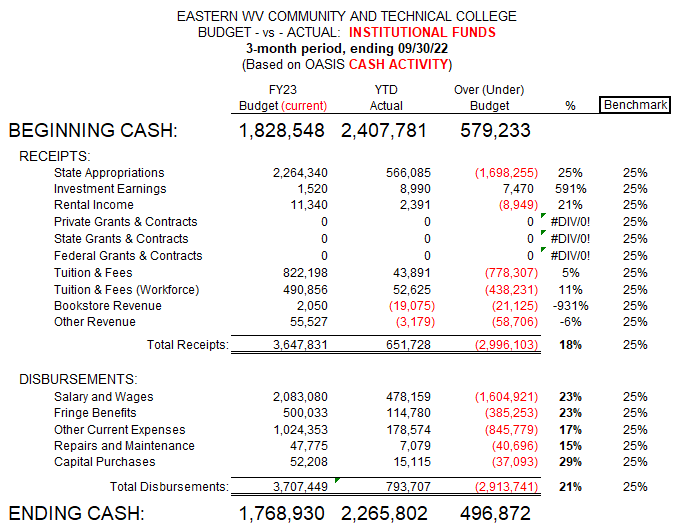 EASTERN WV COMMUNITY AND TECHNICAL COLLEGE
BUDGET - vs - ACTUAL: INSTITUTIONAL FUNDS
3-month period, ending 09/30/22
(Based on OASIS CASH ACTIVITY)
FY23 YTD Over (Under)
Budget (current) Actual Budget % Benchmark
BEGINNING CASH: 1,828,548 2,407,781 579,233
RECEIPTS:
State Appropriations 2,264,340 566,085 (1,698,255) 25% 25%
Investment Earnings 1,520 8,990 7,470 591% 25%
Rental Income 11,340 2,391 (8,949) 21% 25%
Private Grants & Contracts 0 0 0 #DIV/0! 25%
State Grants & Contracts 0 0 0 #DIV/0! 25%
Federal Grants & Contracts 0 0 0 #DIV/0! 25%
Tuition & Fees 822,198 43,891 (778,307) 5% 25%
Tuition & Fees (Workforce) 490,856 52,625 (438,231) 11% 25%
Bookstore Revenue 2,050 (19,075) (21,125) -931% 25%
Other Revenue 55,527 (3,179) (58,706) -6% 25%
Total Receipts: 3,647,831 651,728 (2,996,103) 18% 25%
DISBURSEMENTS:
Salary and Wages 2,083,080 478,159 (1,604,921) 23% 25%
Fringe Benefits 500,033 114,780 (385,253) 23% 25%
Other Current Expenses 1,024,353 178,574 (845,779) 17% 25%
Repairs and Maintenance 47,775 7,079 (40,696) 15% 25%
Capital Purchases 52,208 15,115 (37,093) 29% 25%
Total Disbursements: 3,707,449 793,707 (2,913,741) 21% 25%
ENDING CASH: 1,768,930 2,265,802 496,872